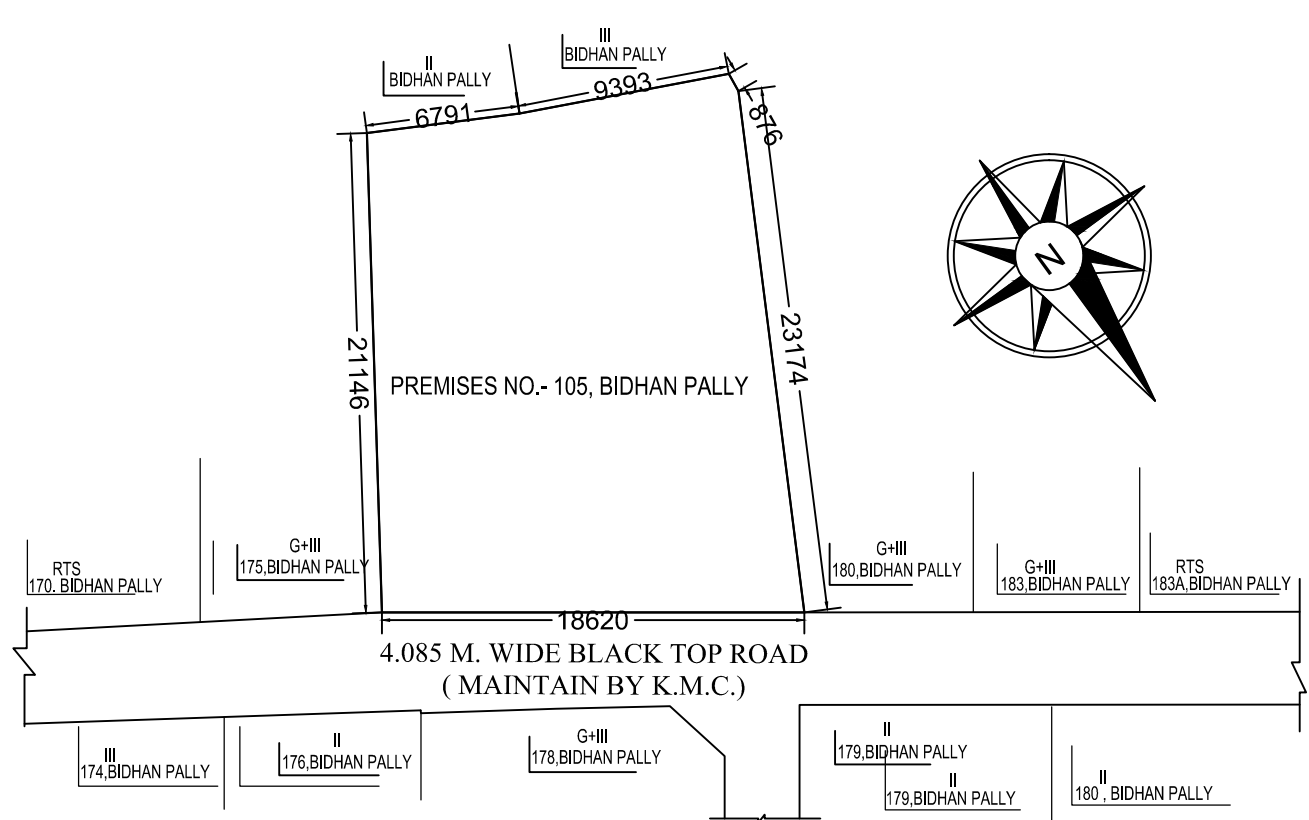 III
BIDHAN PALLY
II
BIDHAN PALLY
9393
6791
876
N
21146
23174
PREMISES NO.- 105, BIDHAN PALLY
RTS
170. BIDHAN PALLY
G+III
175,BIDHAN PALLY
G+III
180,BIDHAN PALLY
G+III
183,BIDHAN PALLY
RTS
183A,BIDHAN PALLY
18620
4.085 M. WIDE BLACK TOP ROAD
( MAINTAIN BY K.M.C.)
III
174,BIDHAN PALLY
II
176,BIDHAN PALLY
G+III
178,BIDHAN PALLY
II
179,BIDHAN PALLY
II
179,BIDHAN PALLY
II
180 , BIDHAN PALLY